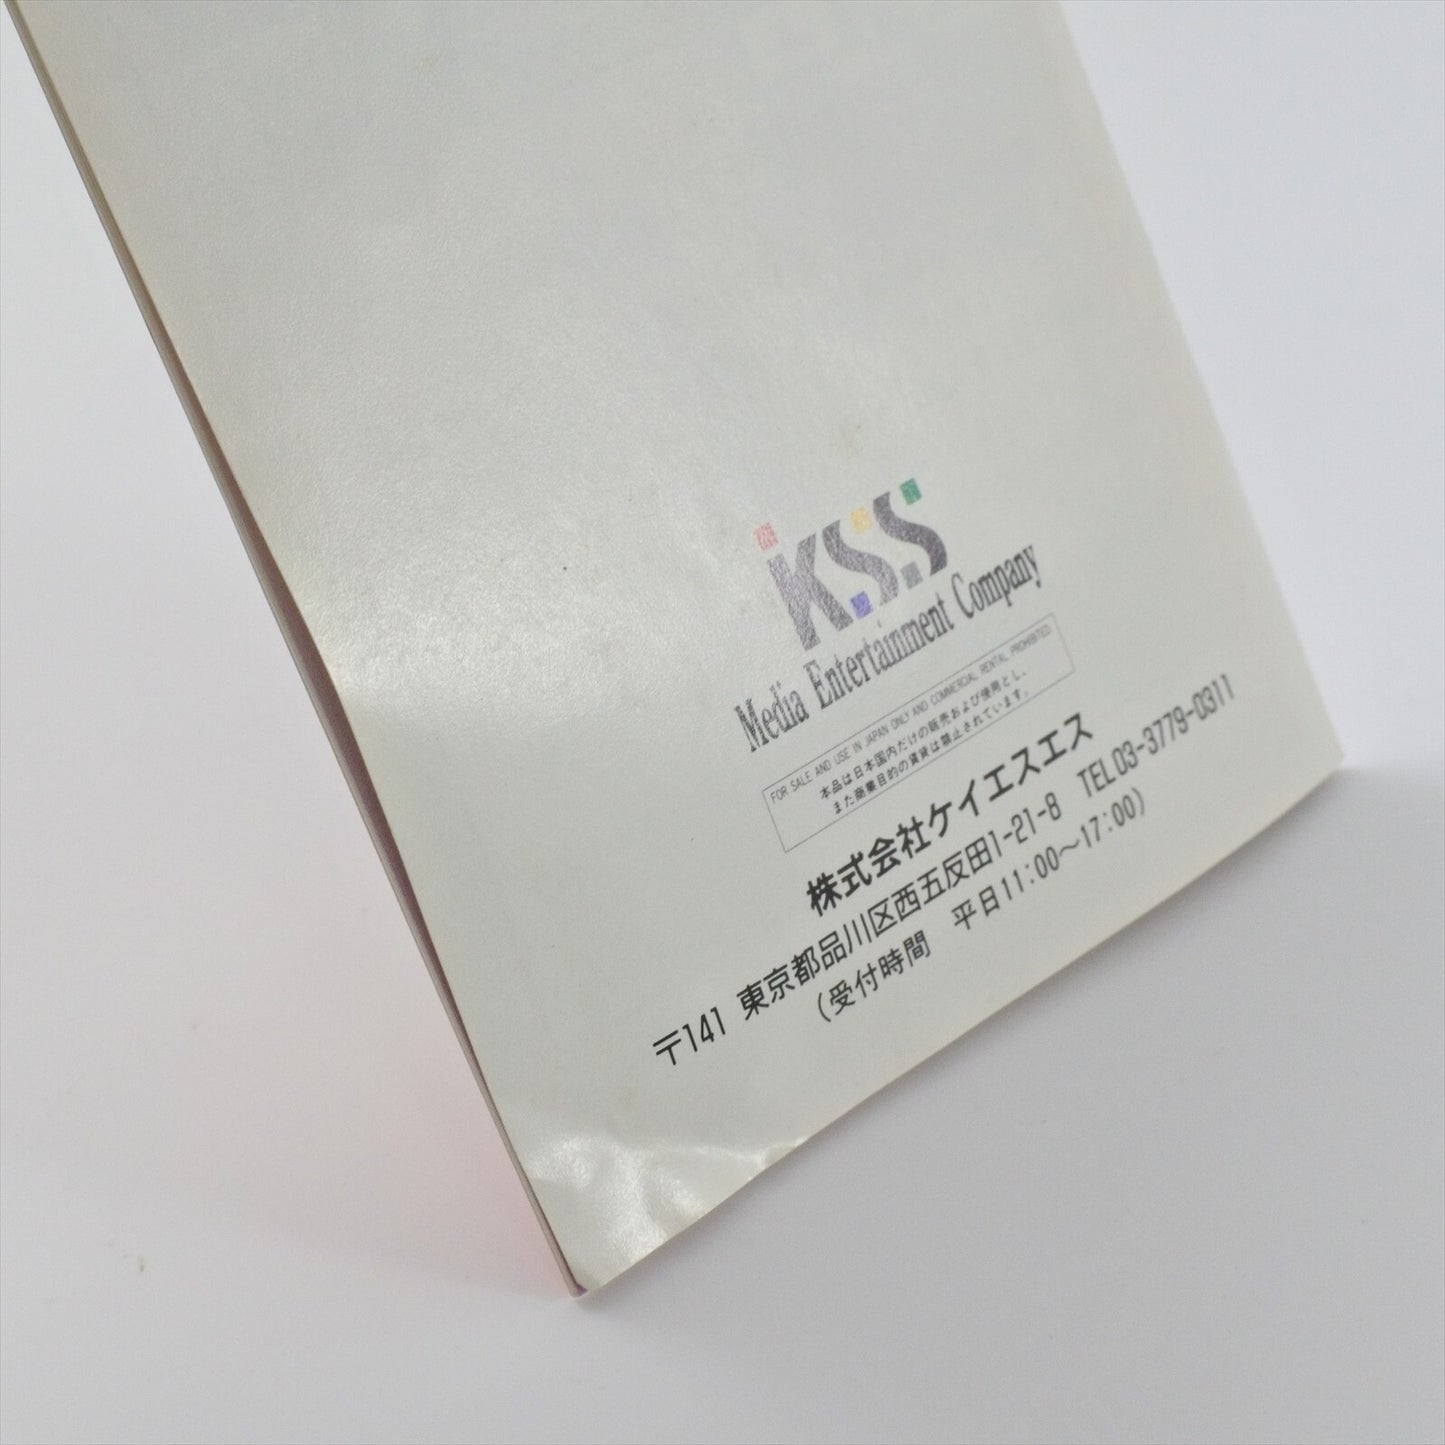 KSS
Media Entertainment Company
FOR SALE AND USE IN JAPAN ONLY AND COMMERCIAL RENTAL PROHIBITED
本品は日本国内だけの販売および使用とし、
また商業目的の賃貸は禁止されています。
株式会社ケイエスエス
〒141 東京都品川区西五反田1-21-8 TEL03-3779-0311
(受付時間 平日11:00〜17:00)